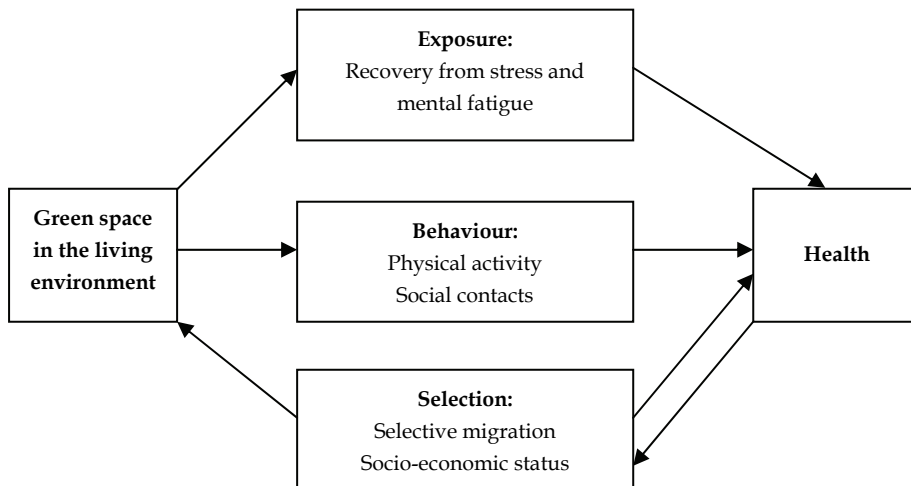 Exposure:
Recovery from stress and
mental fatigue
Green space
in the living
environment
Behaviour:
Physical activity
Social contacts
Health
Selection:
Selective migration
Socio-economic status